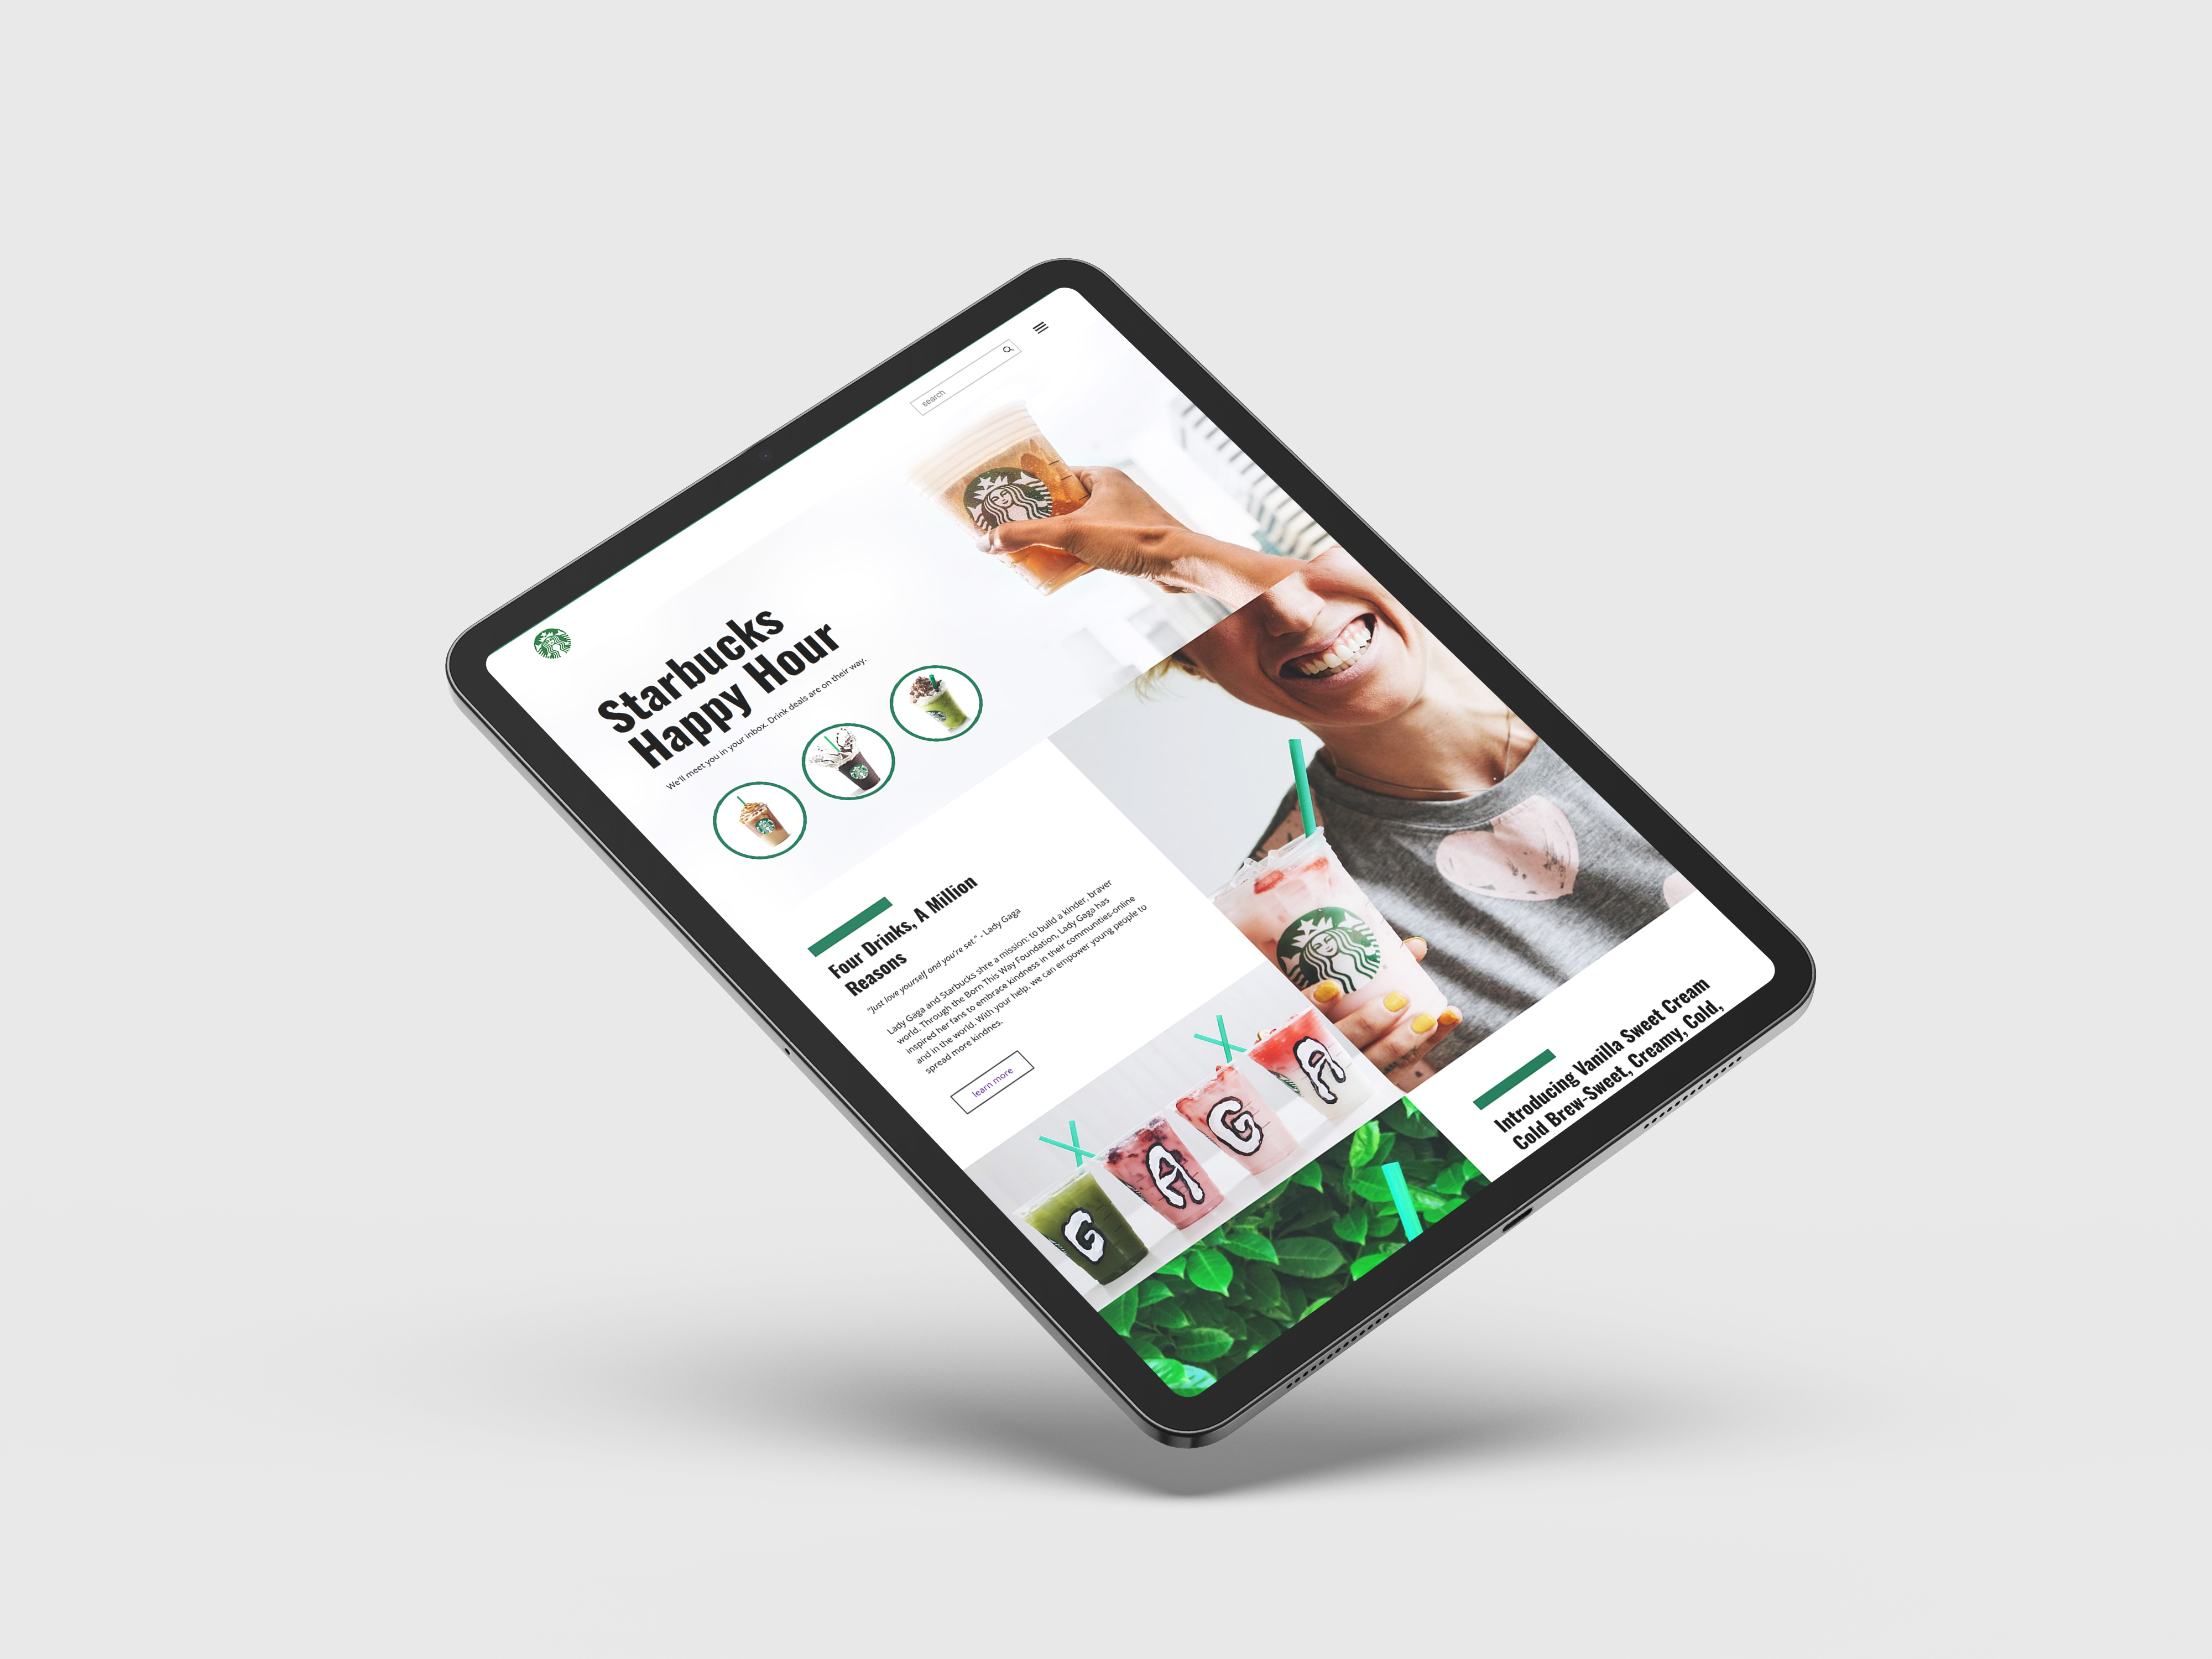 search
Starbucks
Happy Hour
We'll meet you in your inbox. Drink deals are on their way.
Four Drinks, A Million
Reasons
"Just love yourself and you're set." - Lady Gaga
Lady Gaga and Starbucks shre a mission: to build a kinder, braver
world. Through the Born This Way Foundation, Lady Gaga has
inspired her fans to embrace kindness in their communities-online
and in the world. With your help, we can empower young people to
spread more kindnes.
learn more
G A G A
Introducing Vanilla Sweet Cream
Cold Brew-Sweet, Creamy, Cold,